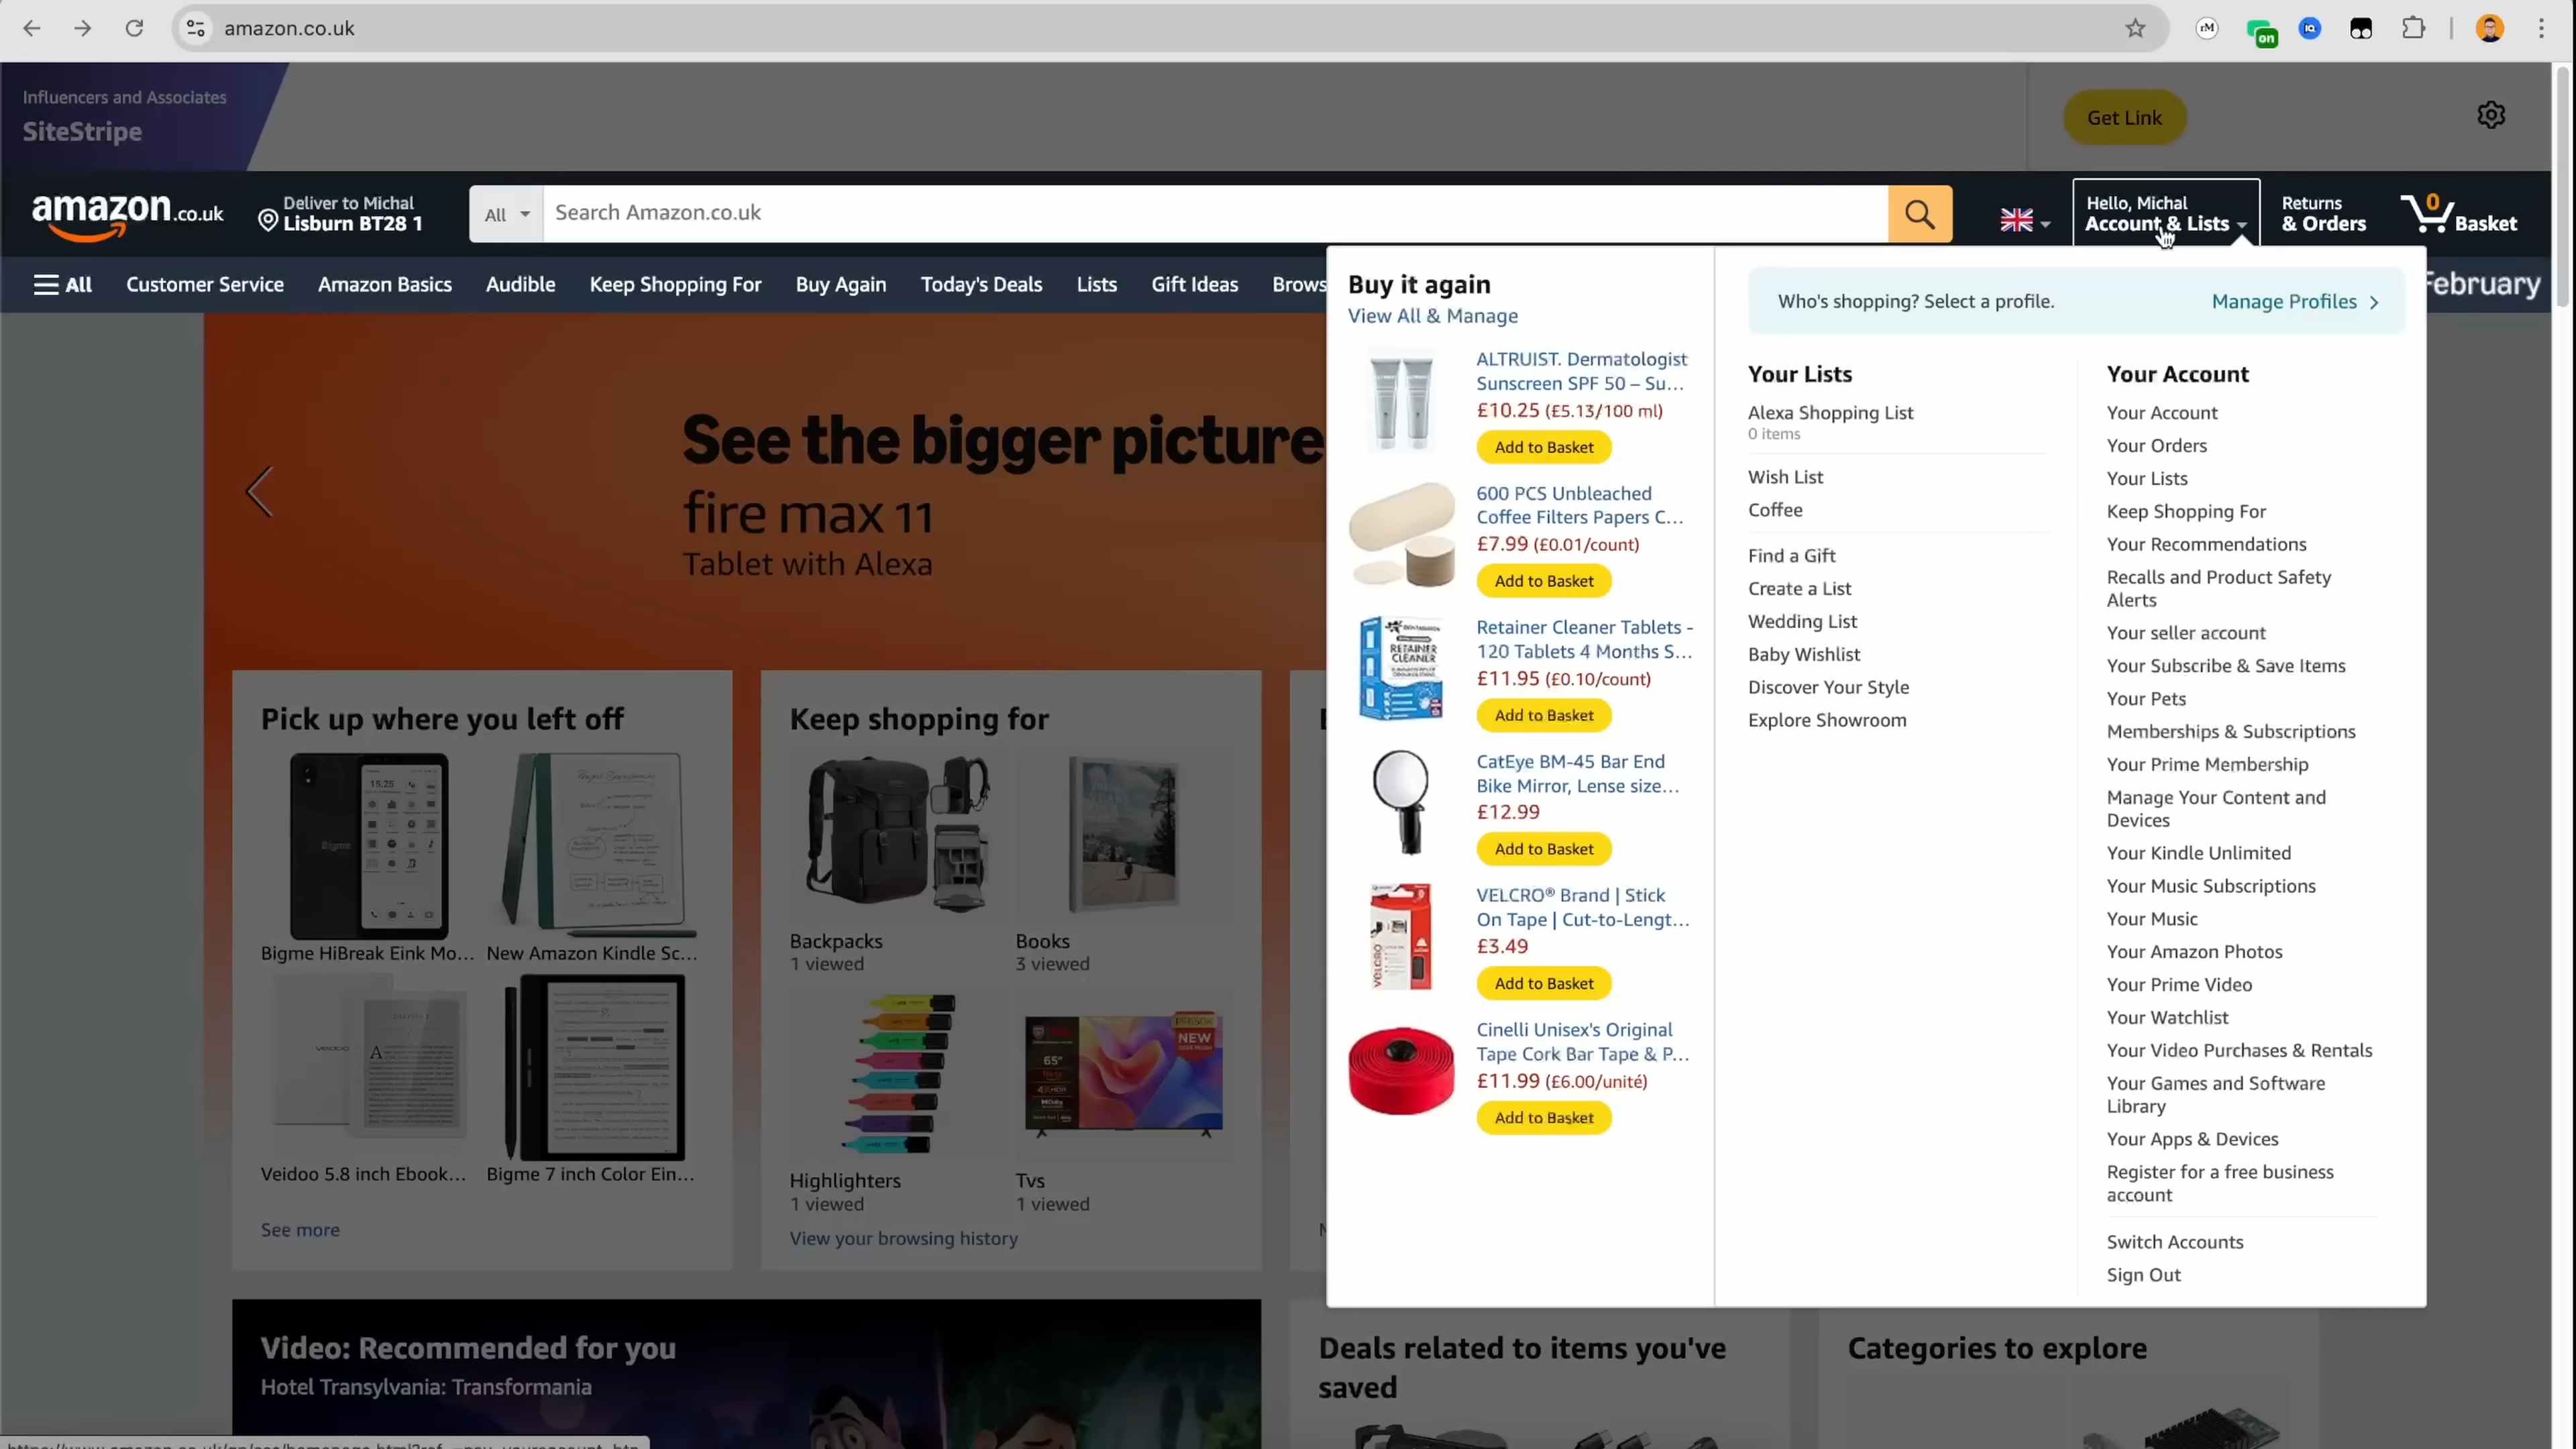 amazon.co.uk
on
Influencers and Associates
SiteStripe
Get Link
amazon.co.uk
Deliver to Michal
Lisburn BT28 1
All
Search Amazon.co.uk
Hello, Michal
Account & Lists
Returns
& Orders
0
Basket
All
Customer Service
Amazon Basics
Audible
Keep Shopping For
Buy Again
Today's Deals
Lists
Gift Ideas
Brows
February
See the bigger picture
fire max 11
Tablet with Alexa
Pick up where you left off
15.25
Bigme
Bigme HiBreak Eink Mo...
New Amazon Kindle Sc...
Veidoo 5.8 inch Ebook...
Bigme 7 inch Color Ein...
See more
Keep shopping for
Backpacks
1 viewed
Books
3 viewed
65"
NEW
Highlighters
1 viewed
Tvs
1 viewed
View your browsing history
Buy it again
View All & Manage
ALTRUIST. Dermatologist
Sunscreen SPF 50 – Su...
£10.25 (£5.13/100 ml)
Add to Basket
600 PCS Unbleached
Coffee Filters Papers C...
£7.99 (£0.01/count)
Add to Basket
RETAINER
CLEANER
Retainer Cleaner Tablets -
120 Tablets 4 Months S...
£11.95 (£0.10/count)
Add to Basket
CatEye BM-45 Bar End
Bike Mirror, Lense size...
£12.99
Add to Basket
VELCRO
VELCRO® Brand | Stick
On Tape | Cut-to-Lengt...
£3.49
Add to Basket
Cinelli Unisex's Original
Tape Cork Bar Tape & P...
£11.99 (£6.00/unité)
Add to Basket
Who's shopping? Select a profile.
Manage Profiles
Your Lists
Alexa Shopping List
0 items
Wish List
Coffee
Find a Gift
Create a List
Wedding List
Baby Wishlist
Discover Your Style
Explore Showroom
Your Account
Your Account
Your Orders
Your Lists
Keep Shopping For
Your Recommendations
Recalls and Product Safety
Alerts
Your seller account
Your Subscribe & Save Items
Your Pets
Memberships & Subscriptions
Your Prime Membership
Manage Your Content and
Devices
Your Kindle Unlimited
Your Music Subscriptions
Your Music
Your Amazon Photos
Your Prime Video
Your Watchlist
Your Video Purchases & Rentals
Your Games and Software
Library
Your Apps & Devices
Register for a free business
account
Switch Accounts
Sign Out
Video: Recommended for you
Hotel Transylvania: Transformania
Deals related to items you've
saved
Categories to explore